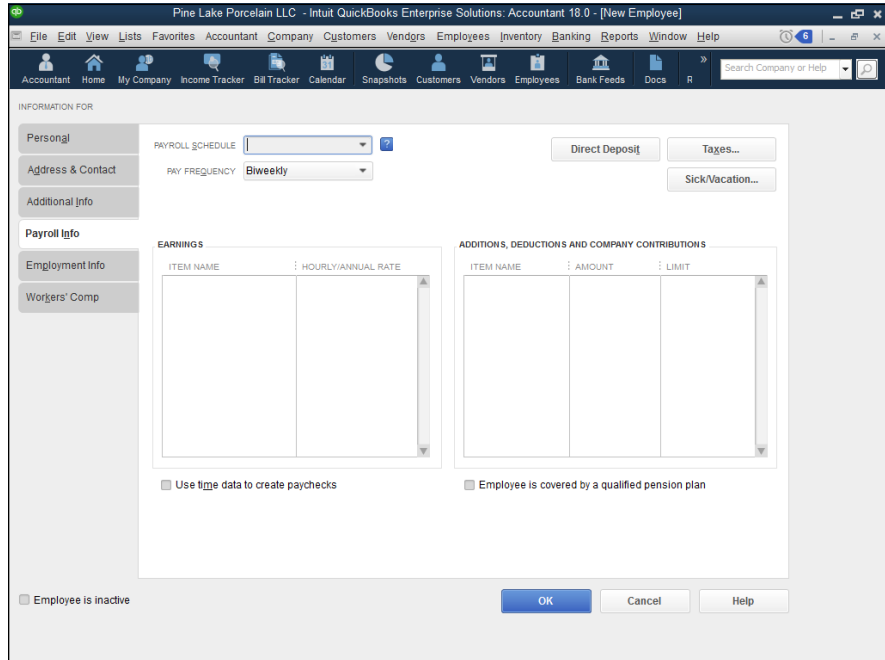 qb Pine Lake Porcelain LLC - Intuit QuickBooks Enterprise Solutions: Accountant 18.0 - [New Employee]
File Edit View Lists Favorites Accountant Company Customers Vendors Employees Inventory Banking Reports Window Help 6
31
Accountant Home My Company Income Tracker Bill Tracker Calendar Snapshots Customers Vendors Employees Bank Feeds Docs R » Search Company or Help
INFORMATION FOR
Personal
Address & Contact
Additional Info
Payroll Info
Employment Info
Workers' Comp
PAYROLL SCHEDULE ?
PAY FREQUENCY Biweekly
Direct Deposit Taxes...
Sick/Vacation...
EARNINGS
ITEM NAME HOURLY/ANNUAL RATE
ADDITIONS, DEDUCTIONS AND COMPANY CONTRIBUTIONS
ITEM NAME AMOUNT LIMIT
Use time data to create paychecks
Employee is covered by a qualified pension plan
Employee is inactive
OK Cancel Help